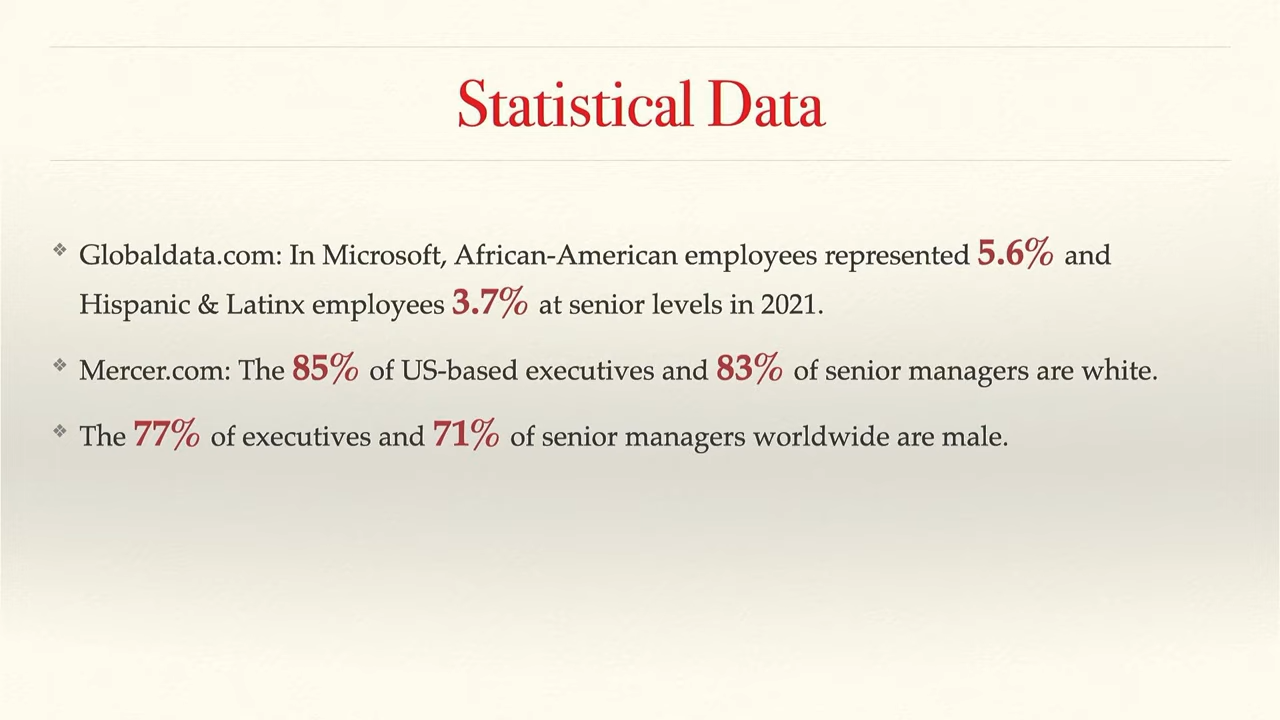 Statistical Data
❖ Globaldata.com: In Microsoft, African-American employees represented 5.6% and
Hispanic & Latinx employees 3.7% at senior levels in 2021.
❖ Mercer.com: The 85% of US-based executives and 83% of senior managers are white.
❖ The 77% of executives and 71% of senior managers worldwide are male.